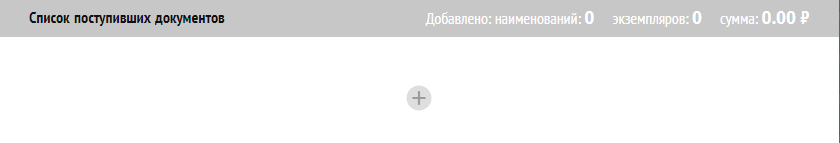 Список поступивших документов Добавлено: наименований: 0 экземпляров: 0 сумма: 0.00 ₽